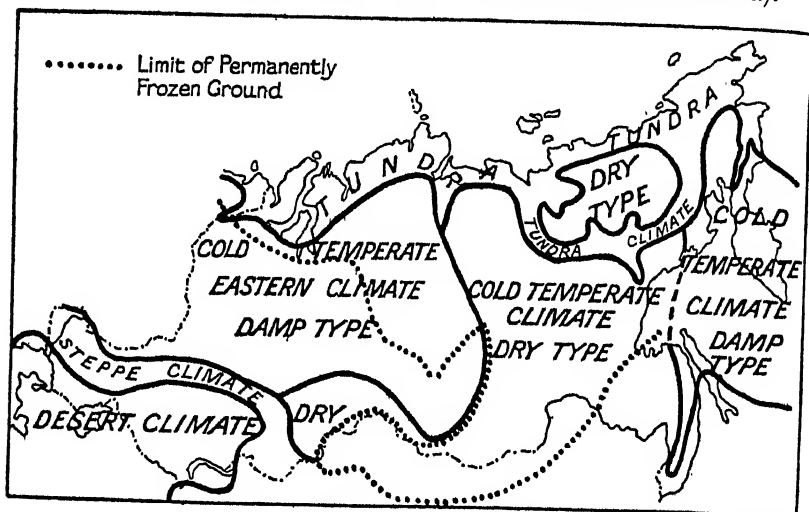 Limit of Permanently
Frozen Ground
TUNDRA
TUNDRA
DRY
TYPE
TUNDRA CLIMATE
COLD
TEMPERATE
CLIMATE
DAMP
TYPE
COLD TEMPERATE
EASTERN CLIMATE
DAMP TYPE
COLD TEMPERATE
CLIMATE
DRY TYPE
STEPPE CLIMATE
DRY
DESERT CLIMATE